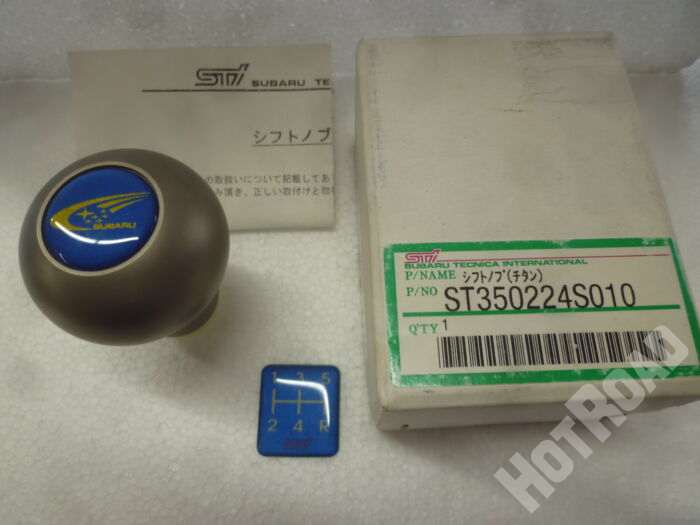 STi SUBARU TE
シフトノブ
の取扱いについて記載してあ
み頂き、正しい取付けと取扱
SUBARU
STi
SUBARU TECNICA INTERNATIONAL
P/NAME シフトノブ(チタン)
P/NO ST350224S010
Q'TY 1
1 3 5
2 4 R
STi
HOTROAD